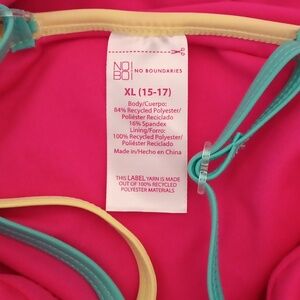 NO!
BO!
NO BOUNDARIES
XL (15-17)
Body/Cuerpo:
84% Recycled Polyester/
Poliéster Reciclado
16% Spandex
Lining/Forro:
100% Recycled Polyester/
Poliéster Reciclado
Made in/Hecho en China
THIS LABEL YARN IS MADE
OUT OF 100% RECYCLED
POLYESTER MATERIALS